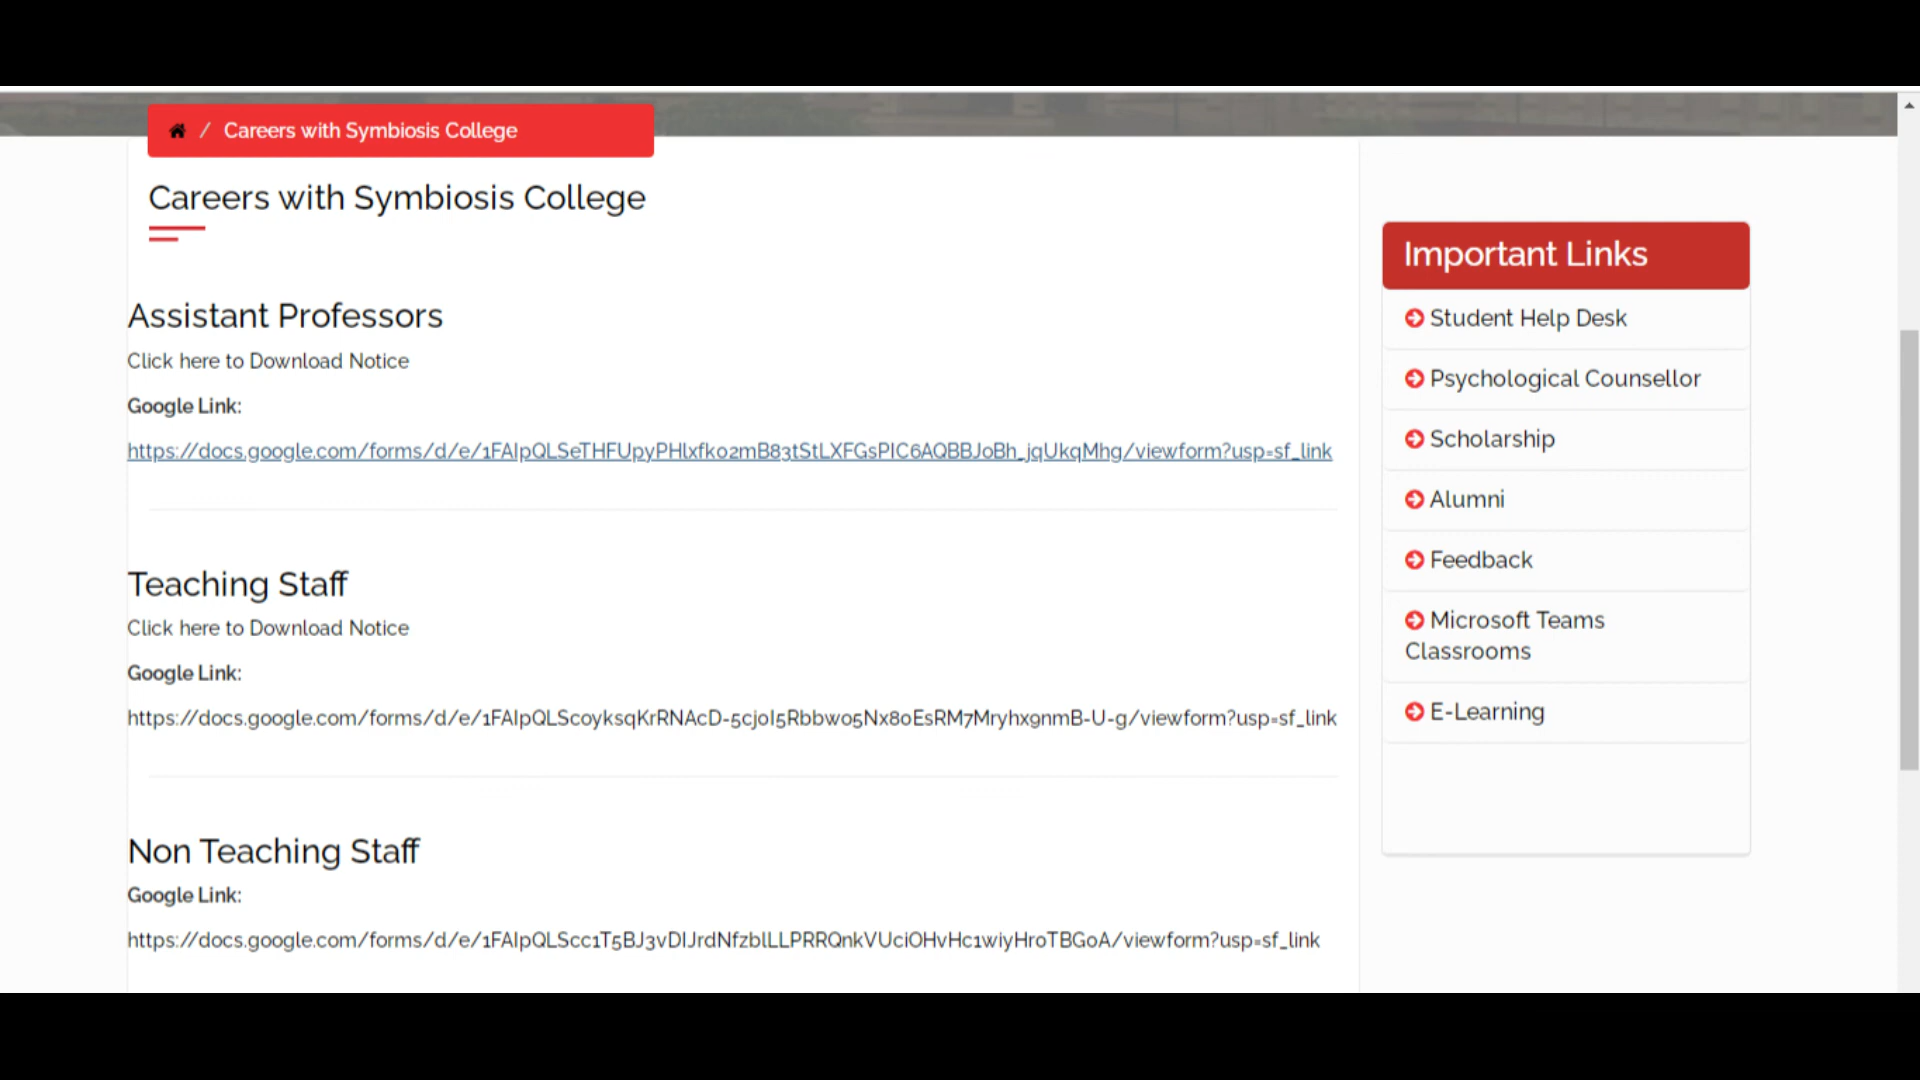 / Careers with Symbiosis College
Careers with Symbiosis College
Assistant Professors
Click here to Download Notice
Google Link:
https://docs.google.com/forms/d/e/1FAIpQLSeTHFUpyPHlxfko2mB83tStLXFGsPIC6AQBBJoBh_jqUkqMhg/viewform?usp=sf_link
Teaching Staff
Click here to Download Notice
Google Link:
https://docs.google.com/forms/d/e/1FAIpQLScoyksqKrRNAcD-5cjoI5Rbbwo5Nx8oEsRM7Mryhx9nmB-U-g/viewform?usp=sf_link
Non Teaching Staff
Google Link:
https://docs.google.com/forms/d/e/1FAIpQLScc1T5BJ3vDIJrdNfzblLLPRRQnkVUciOHvHc1wiyHroTBGoA/viewform?usp=sf_link
Important Links
Student Help Desk
Psychological Counsellor
Scholarship
Alumni
Feedback
Microsoft Teams
Classrooms
E-Learning